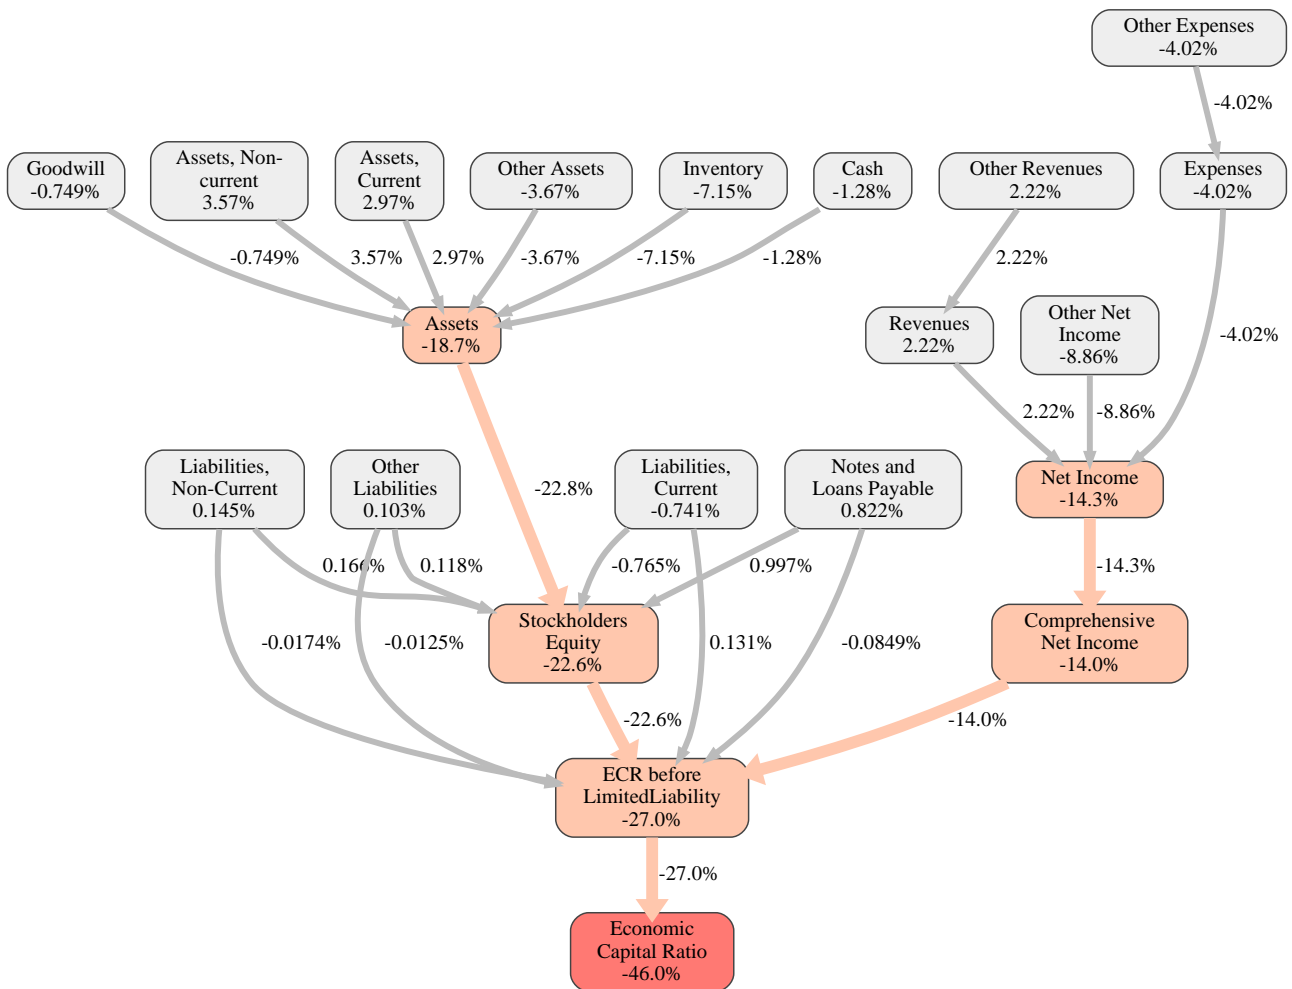 Other Expenses
-4.02%
-4.02%
Goodwill
-0.749%
Assets, Non-
current
3.57%
Assets,
Current
2.97%
Other Assets
-3.67%
Inventory
-7.15%
Cash
-1.28%
Other Revenues
2.22%
Expenses
-4.02%
-0.749%
3.57%
2.97%
-3.67%
-7.15%
-1.28%
2.22%
Assets
-18.7%
Revenues
2.22%
Other Net
Income
-8.86%
-4.02%
2.22%
-8.86%
Liabilities,
Non-Current
0.145%
Other
Liabilities
0.103%
-22.8%
Liabilities,
Current
-0.741%
Notes and
Loans Payable
0.822%
Net Income
-14.3%
0.166%
0.118%
-0.765%
0.997%
-14.3%
-0.0174%
-0.0125%
Stockholders
Equity
-22.6%
0.131%
-0.0849%
Comprehensive
Net Income
-14.0%
-22.6%
-14.0%
ECR before
LimitedLiability
-27.0%
-27.0%
Economic
Capital Ratio
-46.0%